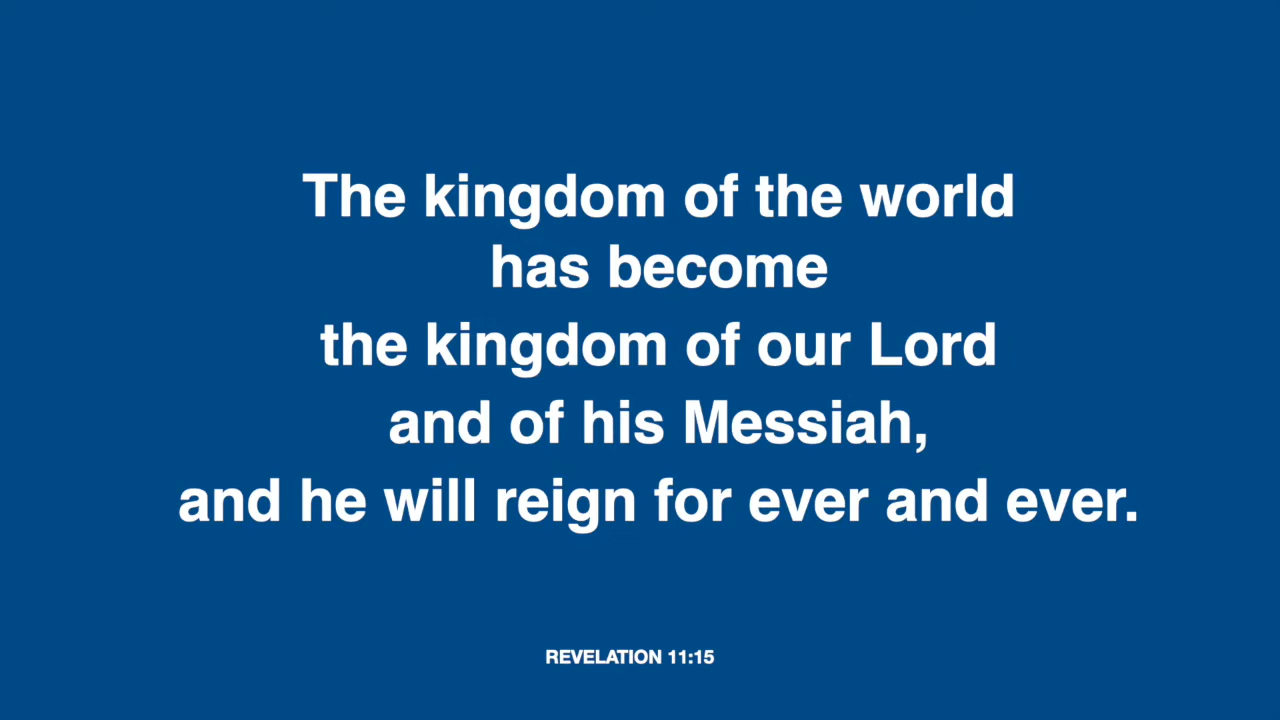 The kingdom of the world
has become
the kingdom of our Lord
and of his Messiah,
and he will reign for ever and ever.
REVELATION 11:15